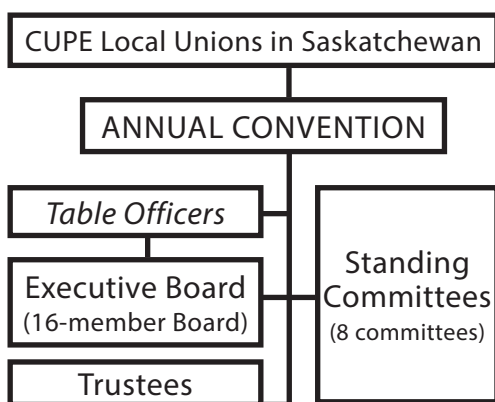 CUPE Local Unions in Saskatchewan
ANNUAL CONVENTION
Table Officers
Executive Board
(16-member Board)
Standing
Committees
(8 committees)
Trustees